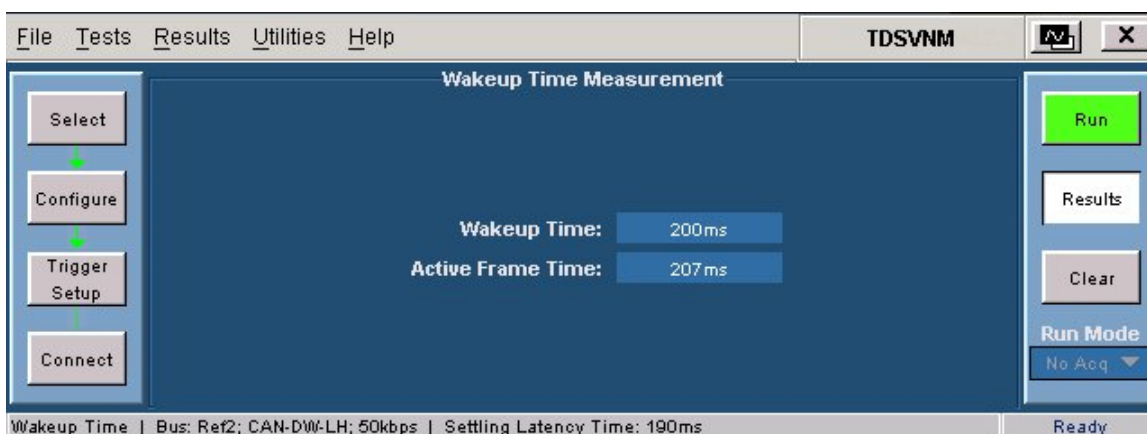 File Tests Results Utilities Help TDSVNM X
Wakeup Time Measurement
Select
Configure
Trigger
Setup
Connect
Wakeup Time: 200ms
Active Frame Time: 207ms
Run
Results
Clear
Run Mode
No Acq
Wakeup Time | Bus: Ref2; CAN-DW-LH; 50kbps | Settling Latency Time: 190ms Ready